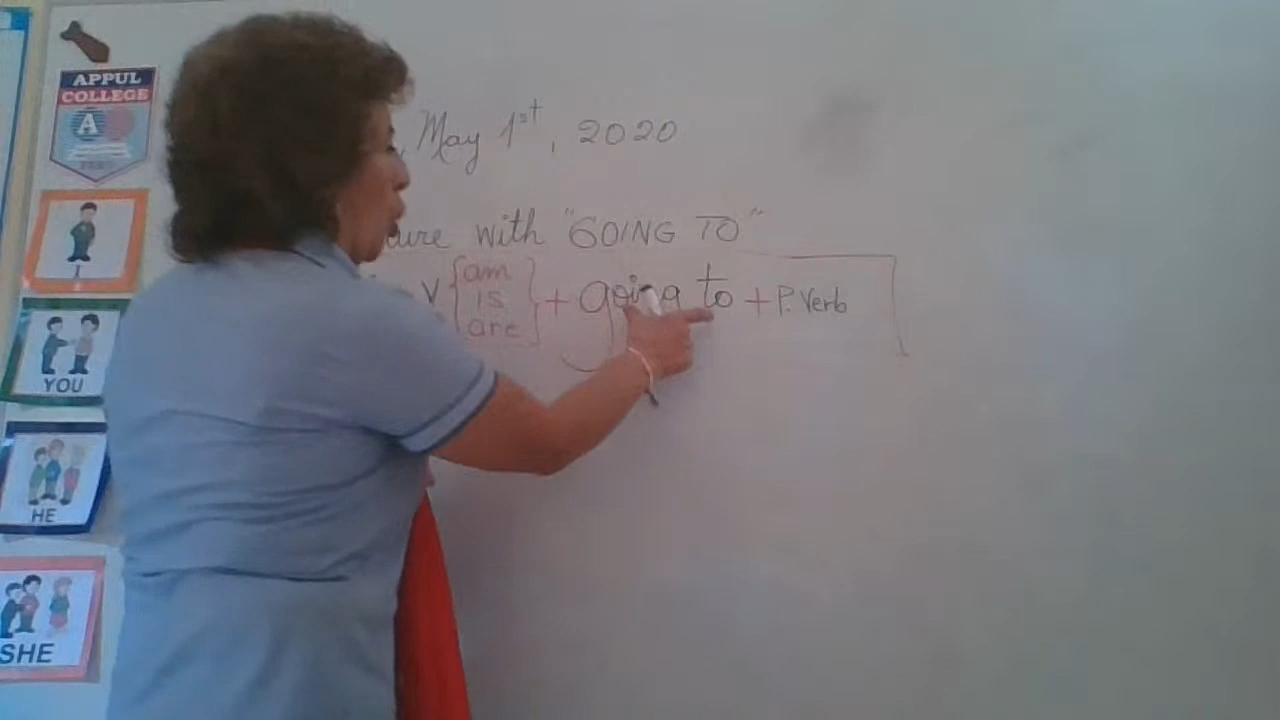 APPUL
COLLEGE
A
I
YOU
HE
SHE
May 1st, 2020
ure with "GOING TO"
V { am is are } + going to + P. Verb